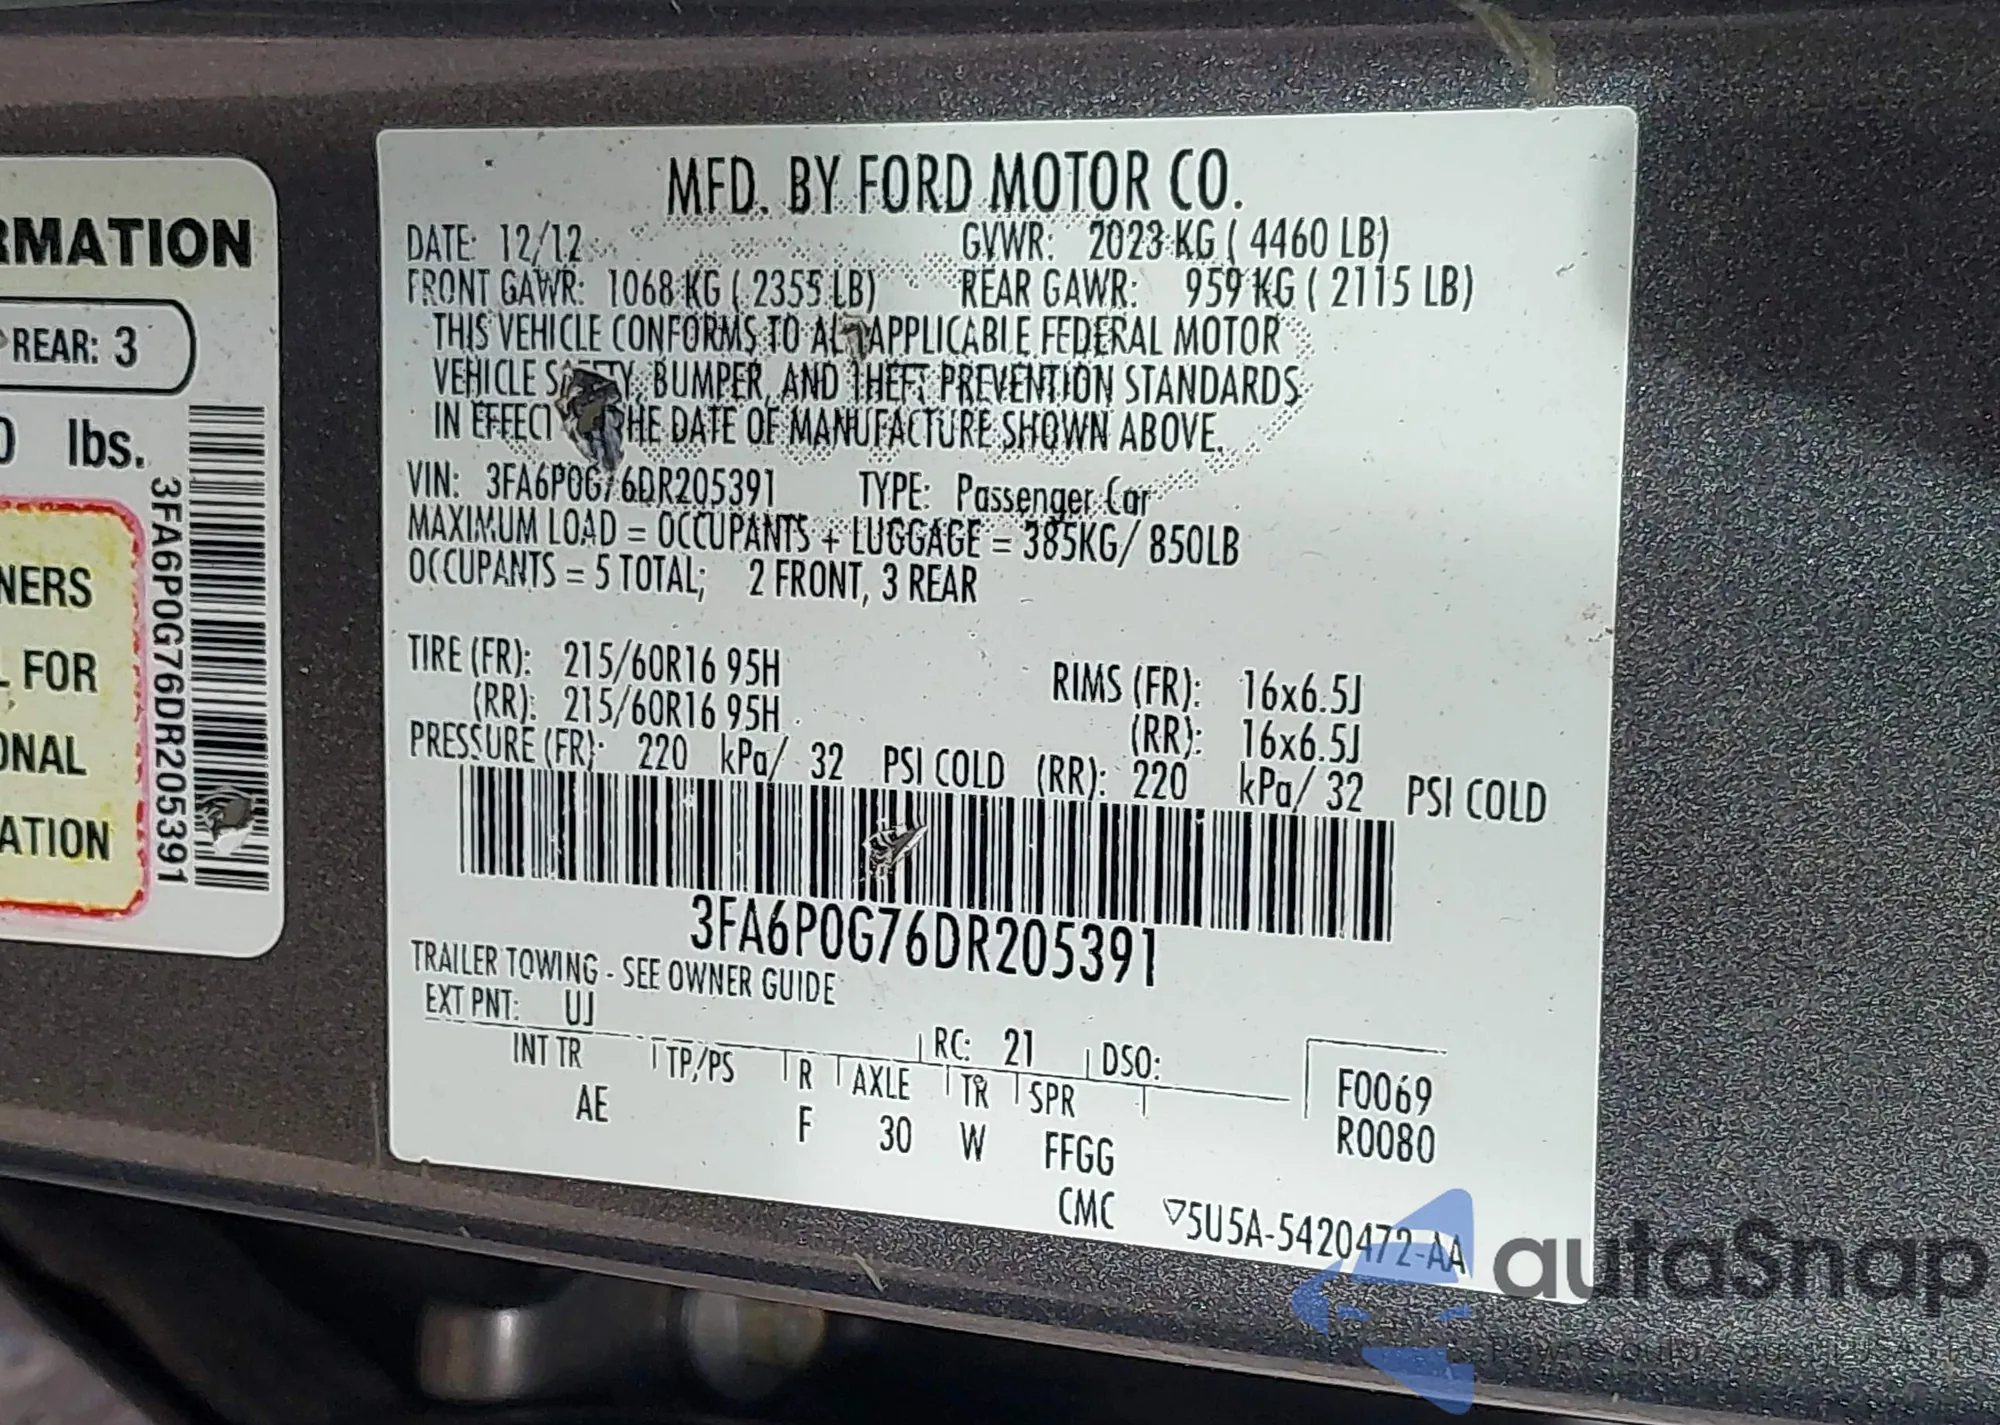 RMATION
REAR: 3
0 lbs.
NERS
L FOR
ONAL
ATION
3FA6P0G76DR205391
MFD. BY FORD MOTOR CO.
DATE: 12/12 GVWR: 2023 KG ( 4460 LB)
FRONT GAWR: 1068 KG ( 2355 LB) REAR GAWR: 959 KG ( 2115 LB)
THIS VEHICLE CONFORMS TO ALL APPLICABLE FEDERAL MOTOR
VEHICLE SAFETY, BUMPER, AND THEFT PREVENTION STANDARDS
IN EFFECT THE DATE OF MANUFACTURE SHOWN ABOVE.
VIN: 3FA6P0G76DR205391 TYPE: Passenger Car
MAXIMUM LOAD = OCCUPANTS + LUGGAGE = 385KG/ 850LB
OCCUPANTS = 5 TOTAL; 2 FRONT, 3 REAR
TIRE (FR): 215/60R16 95H RIMS (FR): 16x6.5J
(RR): 215/60R16 95H (RR): 16x6.5J
PRESSURE (FR): 220 kPa/ 32 PSI COLD (RR): 220 kPa/ 32 PSI COLD
3FA6P0G76DR205391
TRAILER TOWING - SEE OWNER GUIDE
EXT PNT: UJ RC: 21 DSO:
INT TR TP/PS R AXLE TR SPR F0069
AE F 30 W FFGG R0080
CMC ▽5U5A-5420472-AA
autoSnap